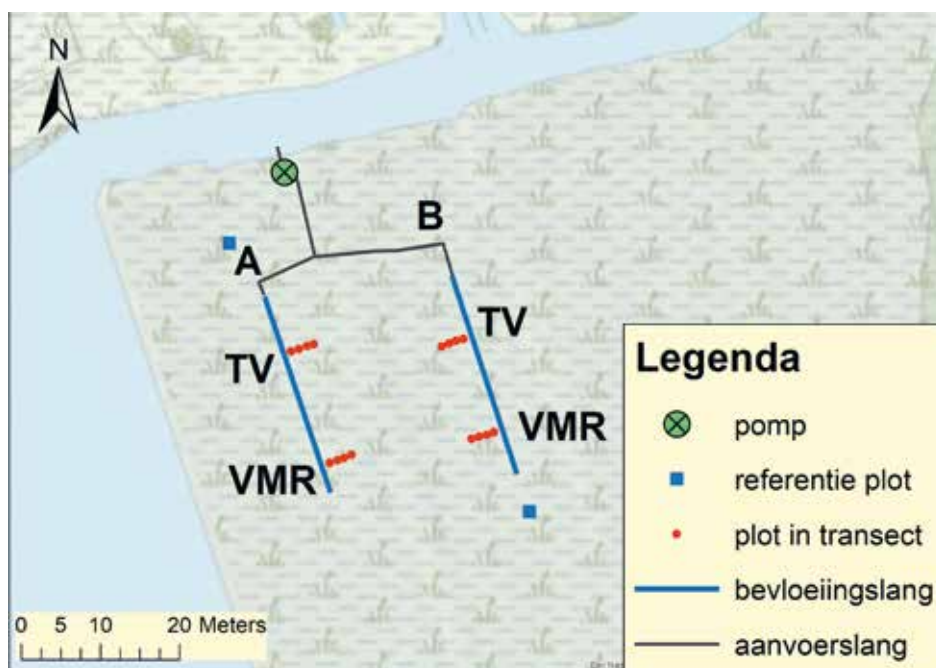 N
B
A
TV
TV
VMR
VMR
Legenda
pomp
referentie plot
plot in transect
bevloeiingslang
aanvoerslang
0 5 10 20 Meters